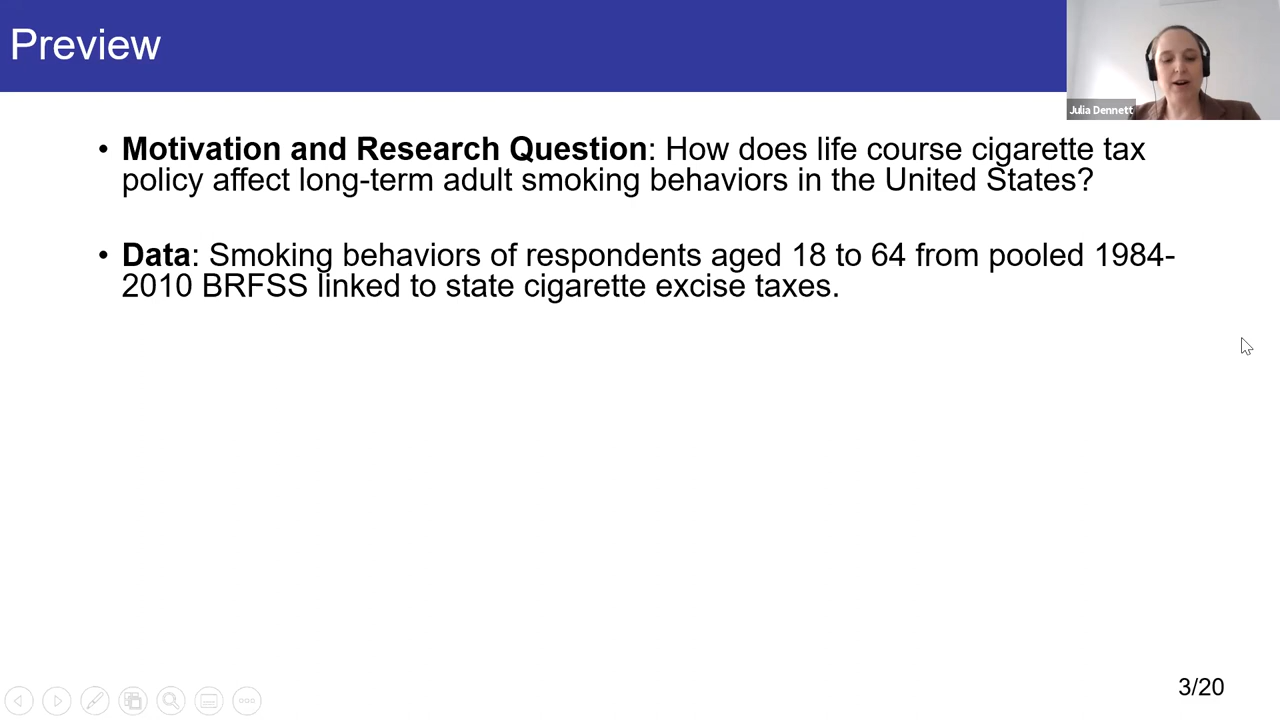 Preview
Julia Dennett
• Motivation and Research Question: How does life course cigarette tax
policy affect long-term adult smoking behaviors in the United States?
• Data: Smoking behaviors of respondents aged 18 to 64 from pooled 1984-
2010 BRFSS linked to state cigarette excise taxes.
3/20